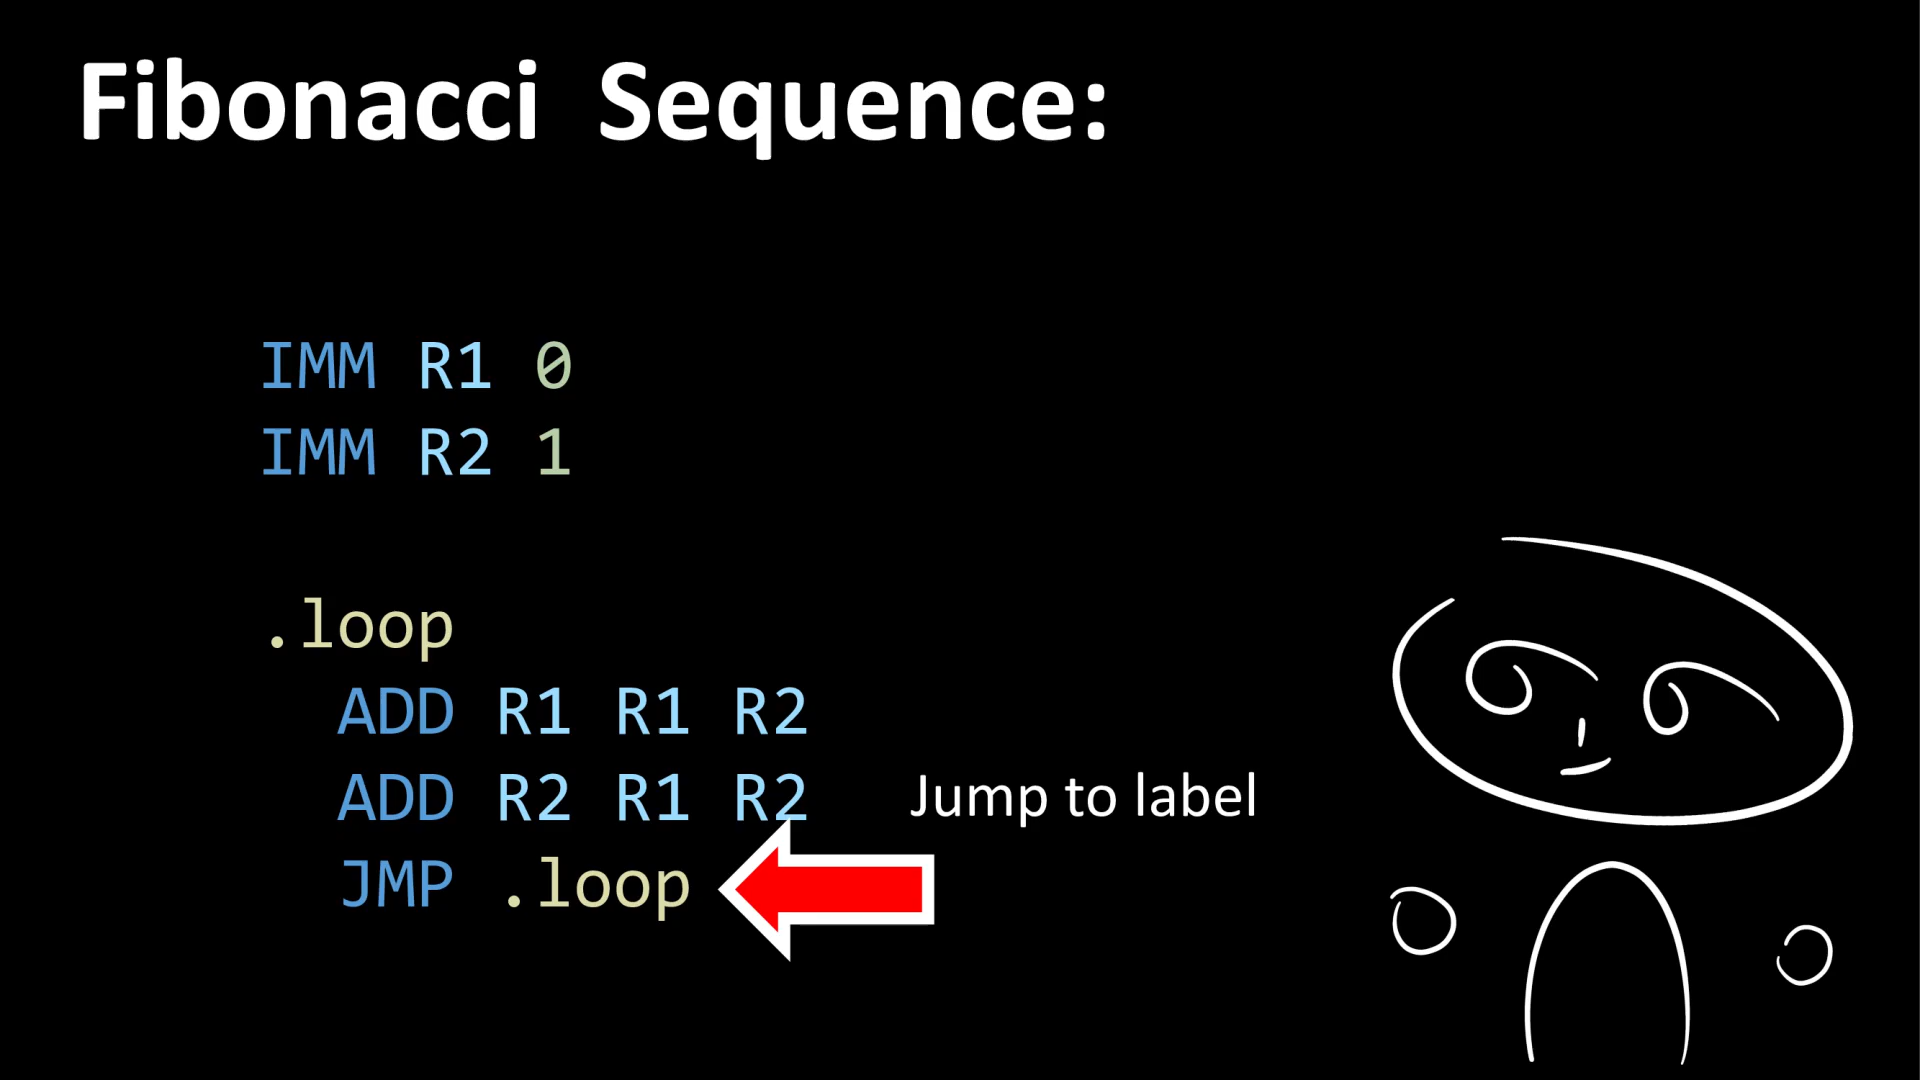 Fibonacci Sequence:
IMM R1 0
IMM R2 1
.loop
ADD R1 R1 R2
ADD R2 R1 R2
Jump to label
JMP .loop